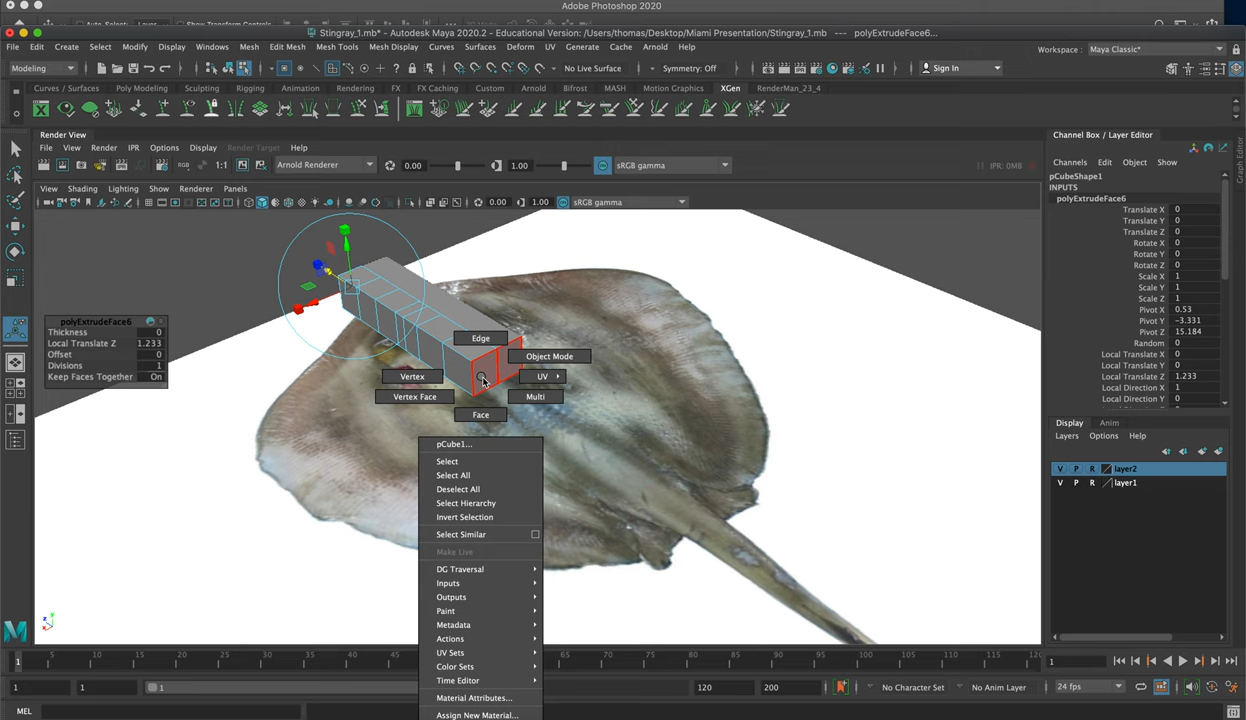 Adobe Photoshop 2020
Stingray_1.mb* - Autodesk Maya 2020.2 - Educational Version: /Users/thomas/Desktop/Miami Presentation/Stingray_1.mb --- polyExtrudeFace6...
File Edit Create Select Modify Display Windows Mesh Edit Mesh Mesh Tools Mesh Display Curves Surfaces Deform UV Generate Cache Arnold Help
Workspace : Maya Classic*
Modeling No Live Surface Symmetry: Off Sign In
Curves / Surfaces Poly Modeling Sculpting Rigging Animation Rendering FX FX Caching Custom Arnold Bifrost MASH Motion Graphics XGen RenderMan_23_4
Render View
File View Render IPR Options Display Render Target Help
1:1 Arnold Renderer 0.00 1.00 sRGB gamma IPR: 0MB
View Shading Lighting Show Renderer Panels
0.00 1.00 sRGB gamma
polyExtrudeFace6
Thickness 0
Local Translate Z 1.233
Offset 0
Divisions 1
Keep Faces Together On
Edge
Object Mode
Vertex
UV
Vertex Face
Multi
Face
pCube1...
Select
Select All
Deselect All
Select Hierarchy
Invert Selection
Select Similar
Make Live
DG Traversal
Inputs
Outputs
Paint
Metadata
Actions
UV Sets
Color Sets
Time Editor
Material Attributes...
Assign New Material...
Channel Box / Layer Editor
Channels Edit Object Show
pCubeShape1
INPUTS
polyExtrudeFace6
Translate X 0
Translate Y 0
Translate Z 0
Rotate X 0
Rotate Y 0
Rotate Z 0
Scale X 1
Scale Y 1
Scale Z 1
Pivot X 0.53
Pivot Y -3.331
Pivot Z 15.184
Random 0
Local Translate X 0
Local Translate Y 0
Local Translate Z 1.233
Local Direction X 1
Local Direction Y 0
Display Anim
Layers Options Help
V P R layer2
V P R layer1
Channel Box / Layer Editor
Graph Editor
1 5 10 15 20 25 30 35 40 45 65 70 75 80 85 90 95 100 105 110 115 120
1
1 1 1 120 200 No Character Set No Anim Layer 24 fps
MEL